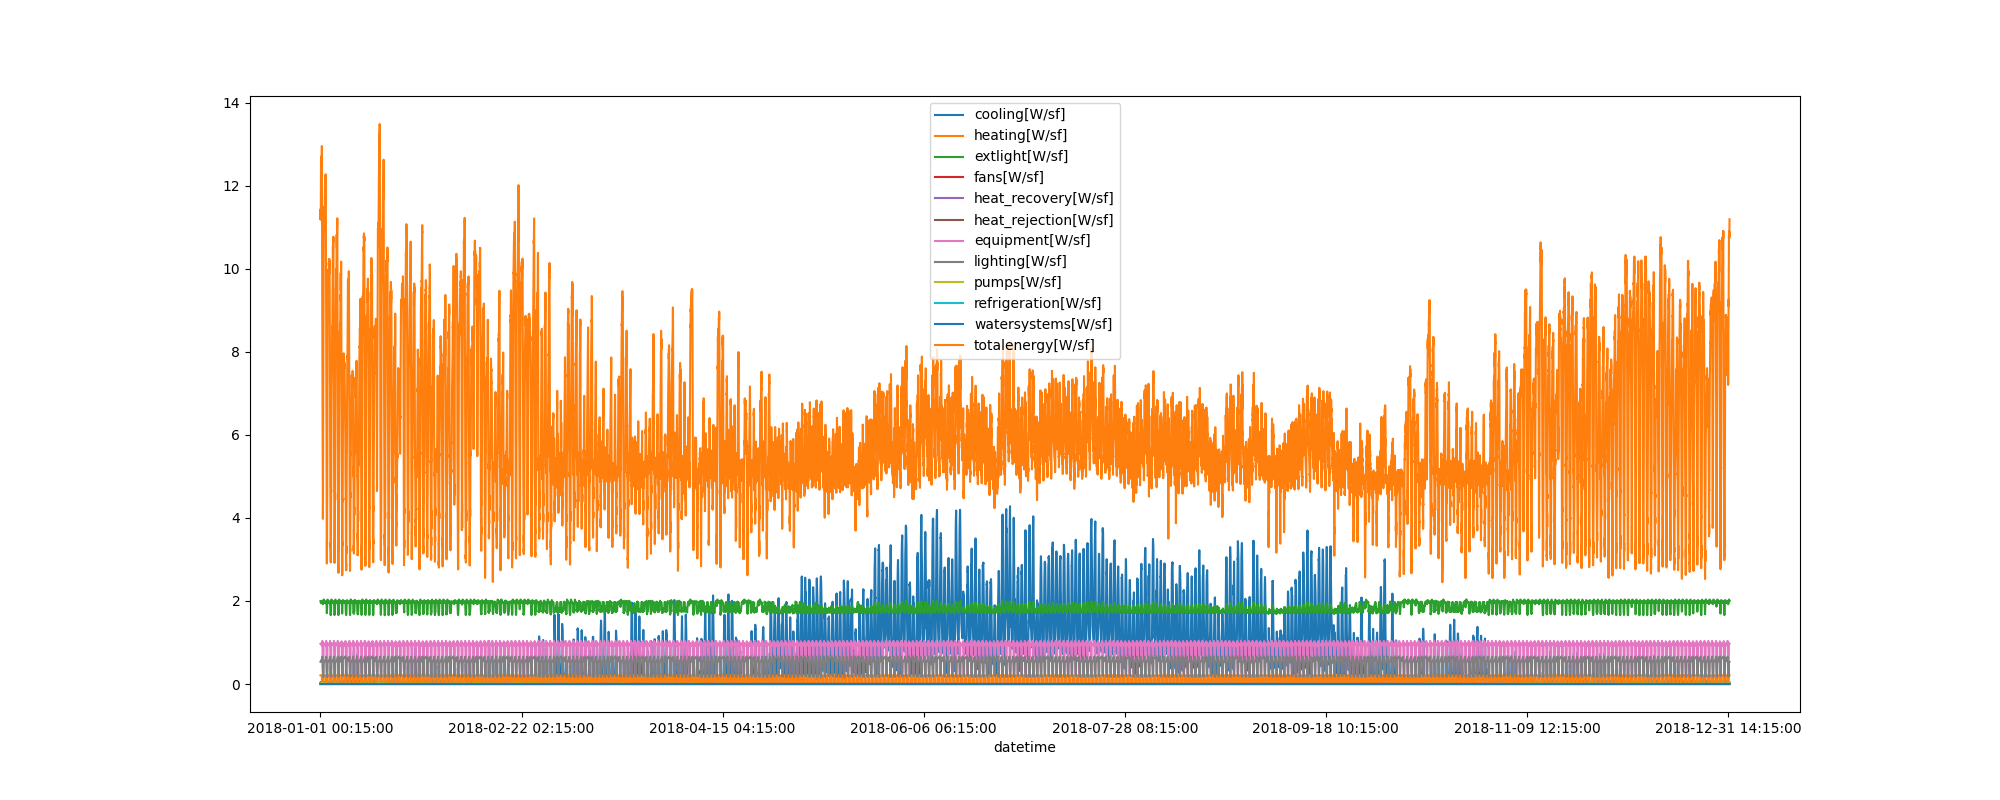 14
12
10
8
6
4
2
0
cooling[W/sf]
heating[W/sf]
extlight[W/sf]
fans[W/sf]
heat_recovery[W/sf]
heat_rejection[W/sf]
equipment[W/sf]
lighting[W/sf]
pumps[W/sf]
refrigeration[W/sf]
watersystems[W/sf]
totalenergy[W/sf]
2018-01-01 00:15:00 2018-02-22 02:15:00 2018-04-15 04:15:00 2018-06-06 06:15:00 2018-07-28 08:15:00 2018-09-18 10:15:00 2018-11-09 12:15:00 2018-12-31 14:15:00
datetime